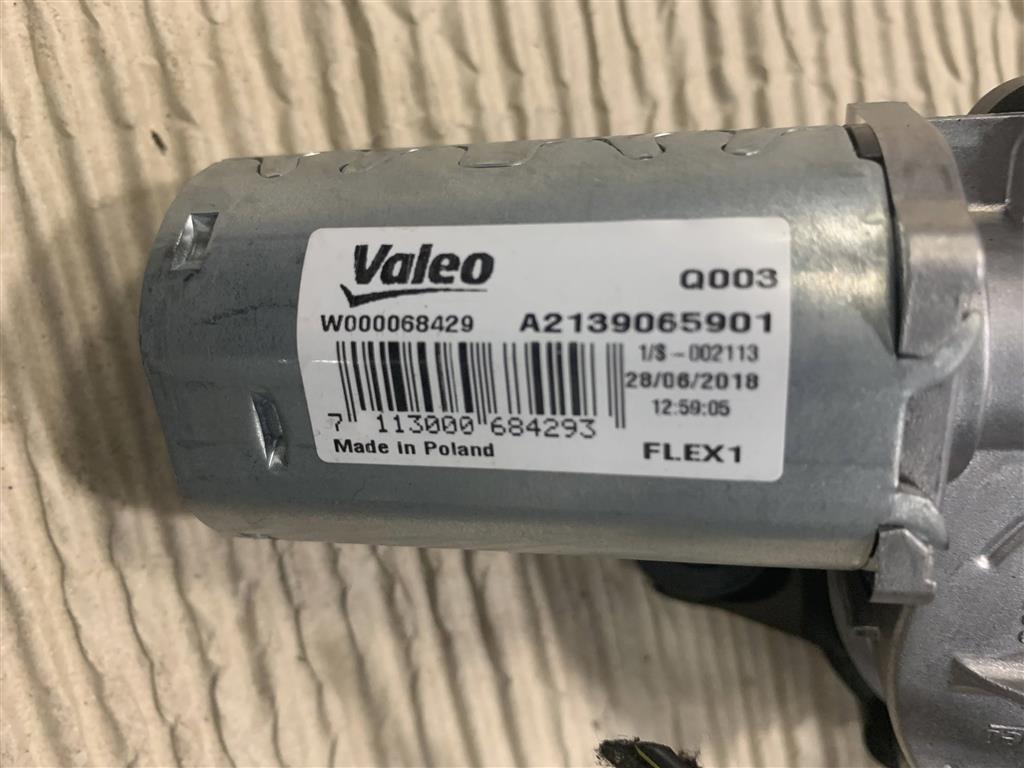 Valeo
Q003
W000068429 A2139065901
1/$-002113
28/06/2018
12:59:05
7 113000 684293
Made in Poland
FLEX1